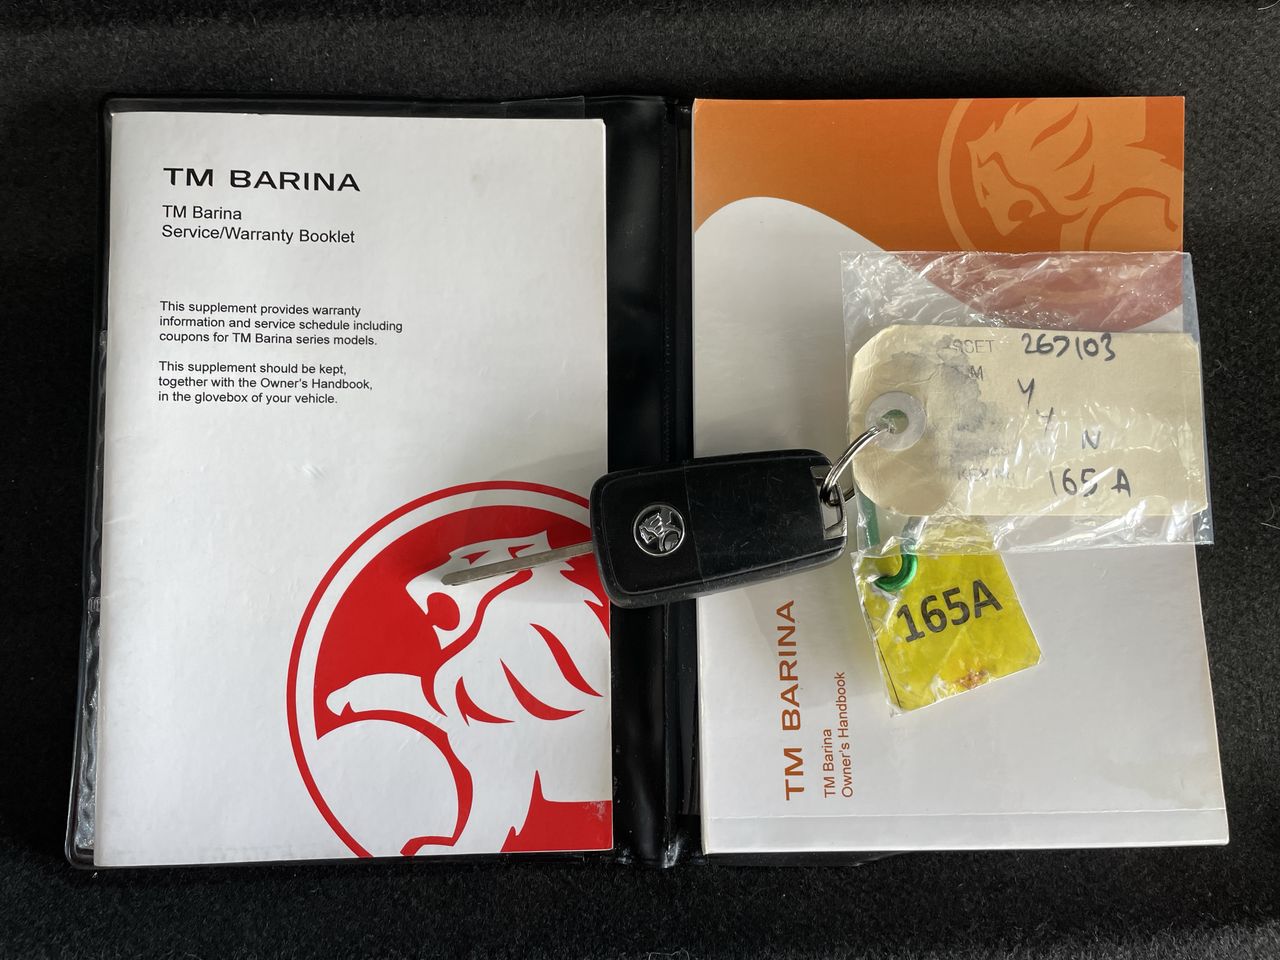 TM BARINA
TM Barina
Service/Warranty Booklet
This supplement provides warranty
information and service schedule including
coupons for TM Barina series models.
This supplement should be kept,
together with the Owner's Handbook,
in the glovebox of your vehicle.
267103
Y
Y
N
165 A
165A
TM BARINA
TM Barina
Owner's Handbook